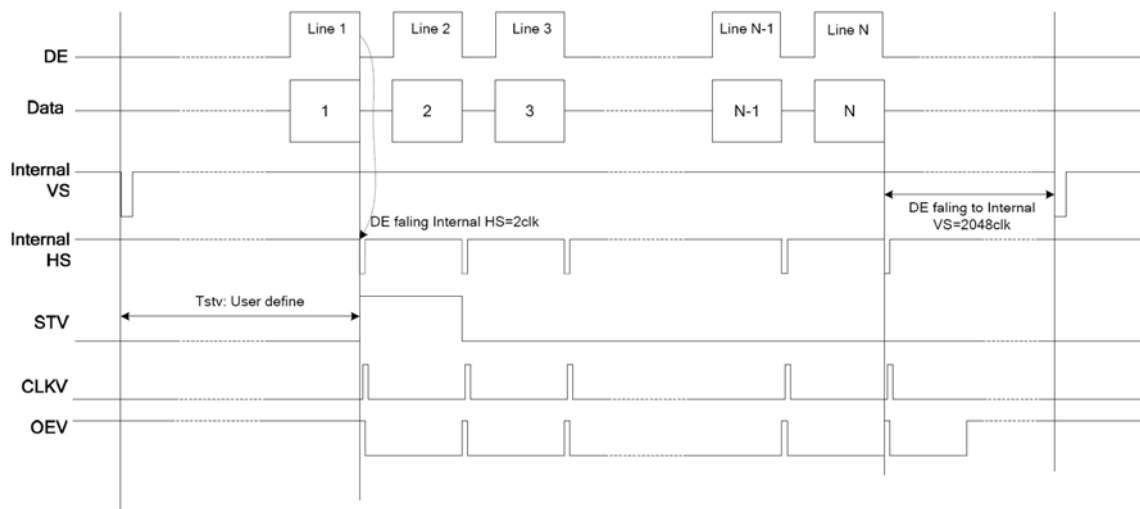 Line 1
Line 2
Line 3
Line N-1
Line N
DE
Data
1
2
3
N-1
N
Internal
VS
DE faling to Internal
VS=2048clk
DE faling Internal HS=2clk
Internal
HS
Tstv: User define
STV
CLKV
OEV